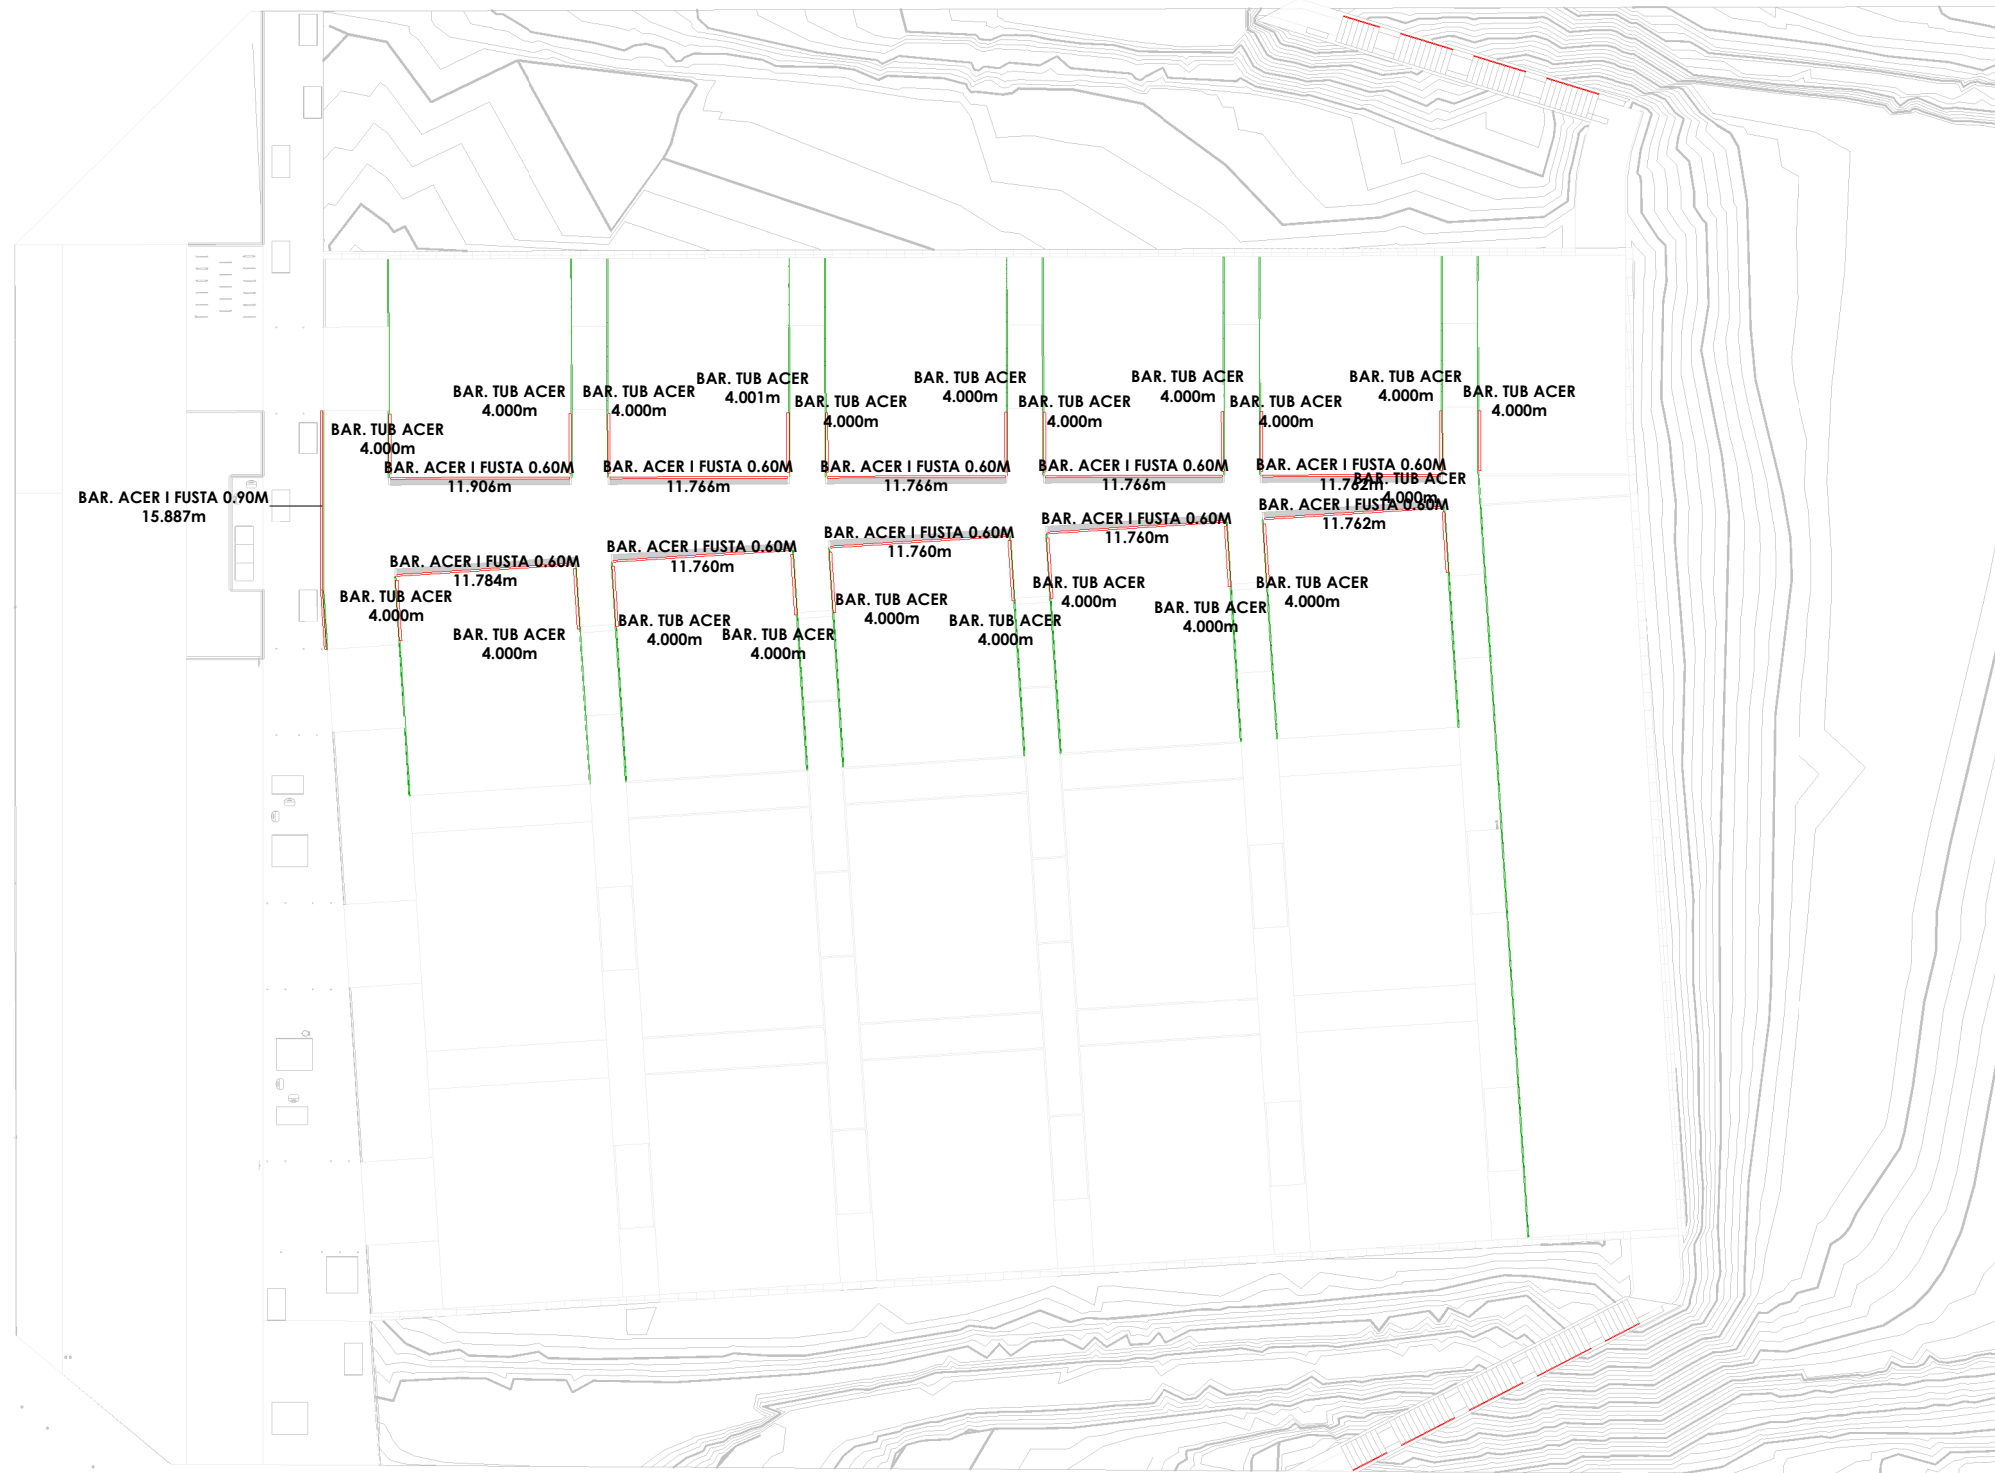 BAR. TUB ACER
4.000m
BAR. TUB ACER
4.000m
BAR. TUB ACER
4.000m
BAR. TUB ACER
4.001m
BAR. TUB ACER
4.000m
BAR. TUB ACER
4.000m
BAR. TUB ACER
4.000m
BAR. TUB ACER
4.000m
BAR. TUB ACER
4.000m
BAR. TUB ACER
4.000m
BAR. TUB ACER
4.000m
BAR. ACER I FUSTA 0.60M
11.906m
BAR. ACER I FUSTA 0.60M
11.766m
BAR. ACER I FUSTA 0.60M
11.766m
BAR. ACER I FUSTA 0.60M
11.766m
BAR. ACER I FUSTA 0.60M
11.762m
BAR. TUB ACER
4.000m
BAR. ACER I FUSTA 0.90M
15.887m
BAR. ACER I FUSTA 0.60M
11.784m
BAR. ACER I FUSTA 0.60M
11.760m
BAR. ACER I FUSTA 0.60M
11.760m
BAR. ACER I FUSTA 0.60M
11.760m
BAR. ACER I FUSTA 0.60M
11.762m
BAR. TUB ACER
4.000m
BAR. TUB ACER
4.000m
BAR. TUB ACER
4.000m
BAR. TUB ACER
4.000m
BAR. TUB ACER
4.000m
BAR. TUB ACER
4.000m
BAR. TUB ACER
4.000m
BAR. TUB ACER
4.000m
BAR. TUB ACER
4.000m